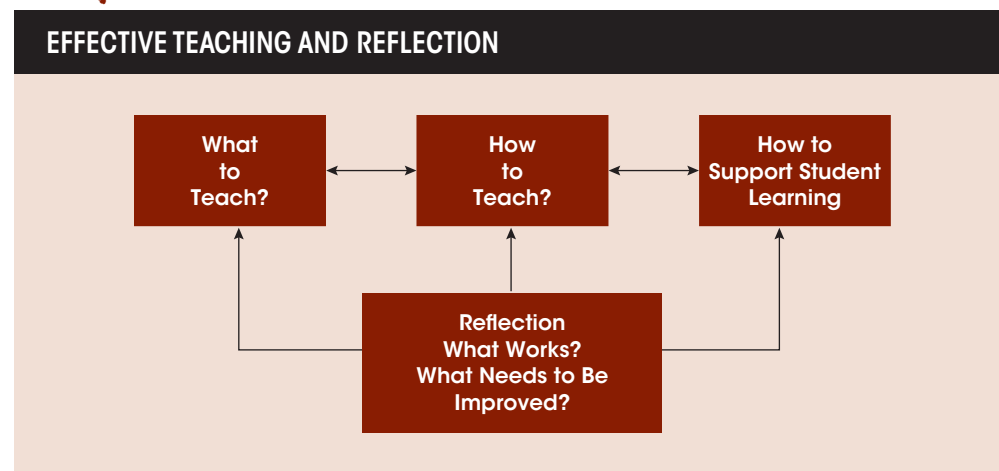 EFFECTIVE TEACHING AND REFLECTION
What
to
Teach?
How
to
Teach?
How to
Support Student
Learning
Reflection
What Works?
What Needs to Be
Improved?